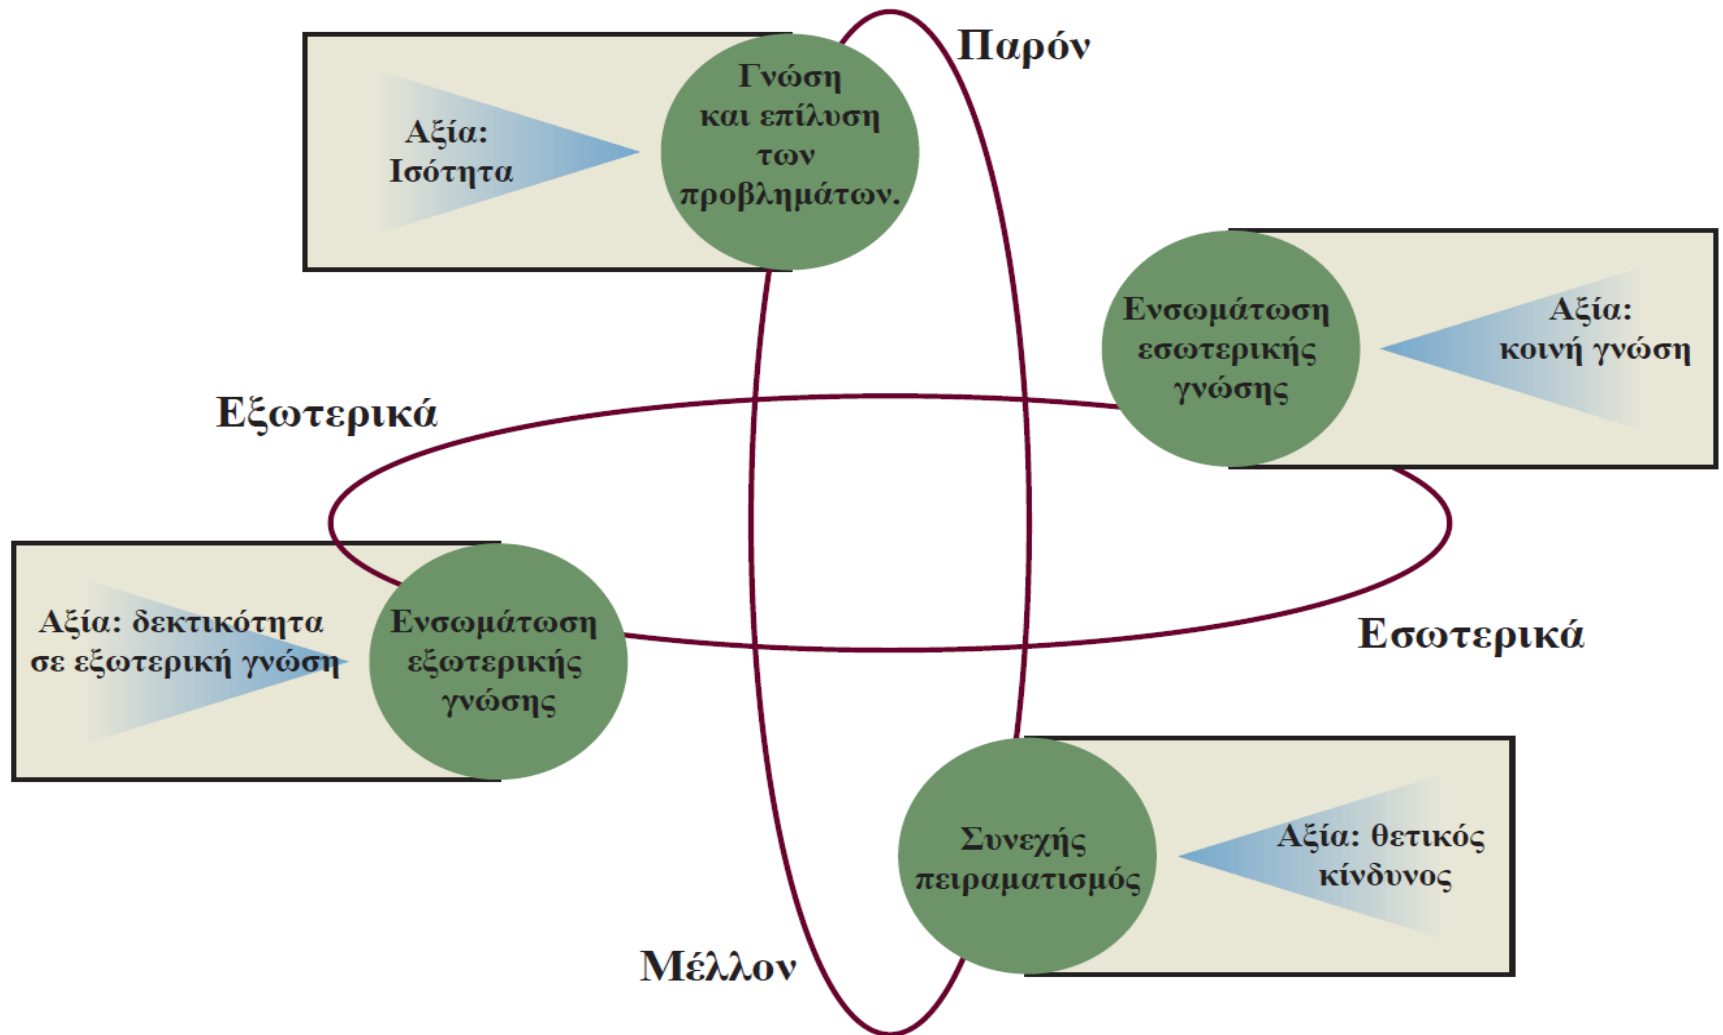 Παρόν
Γνώση
και επίλυση
των
προβλημάτων.
Αξία:
Ισότητα
Ενσωμάτωση
εσωτερικής
γνώσης
Αξία:
κοινή γνώση
Εξωτερικά
Αξία: δεκτικότητα
σε εξωτερική γνώση
Ενσωμάτωση
εξωτερικής
γνώσης
Εσωτερικά
Συνεχής
πειραματισμός
Αξία: θετικός
κίνδυνος
Μέλλον